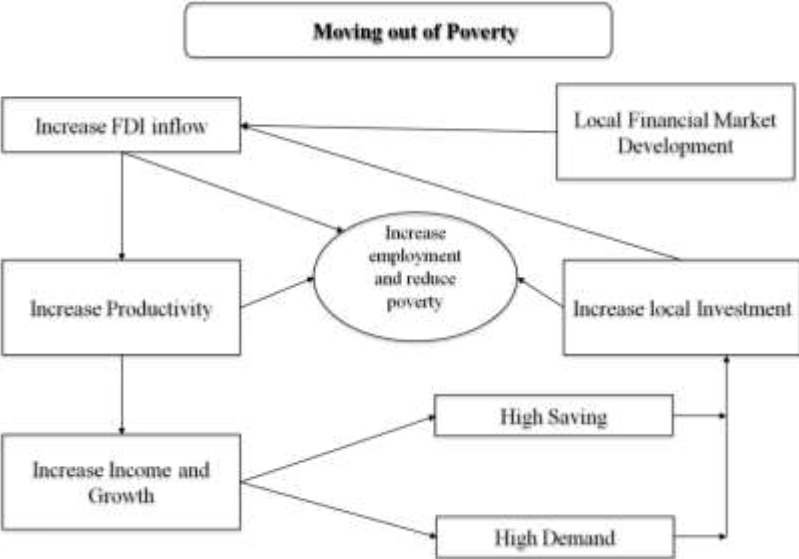 Moving out of Poverty
Increase FDI inflow
Local Financial Market
Development
Increase
employment
and reduce
poverty
Increase Productivity
Increase local Investment
High Saving
Increase Income and
Growth
High Demand